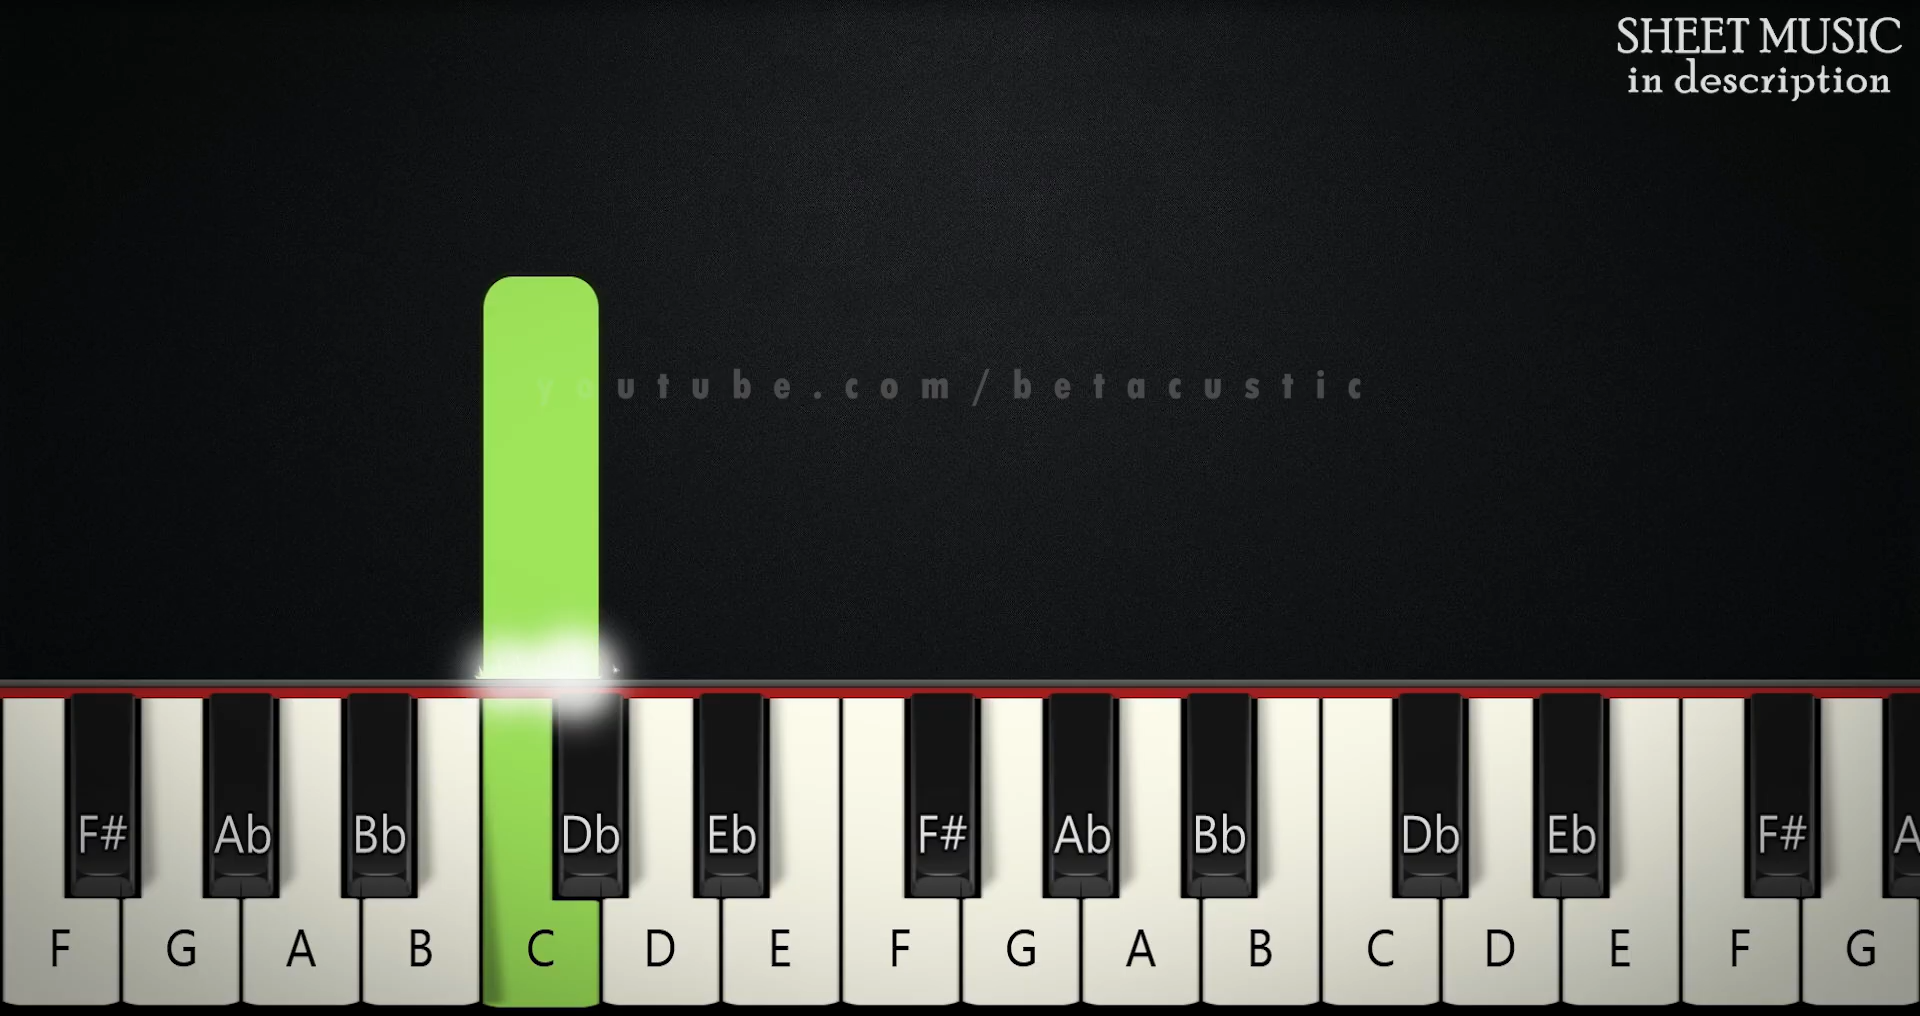 SHEET MUSIC
in description
youtube.com/betacustic
F# Ab Bb Db Eb F# Ab Bb Db Eb F# A
F G A B C D E F G A B C D E F G